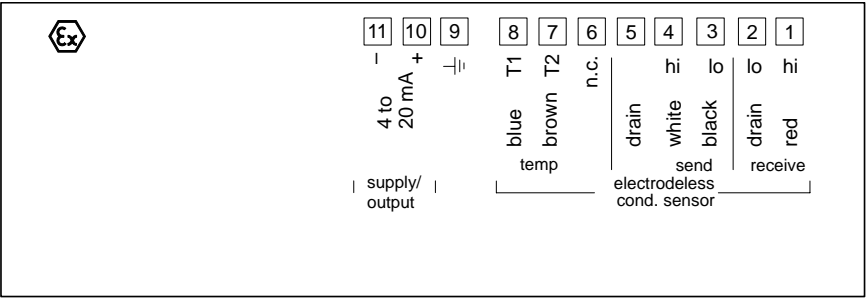 Ex
11 10 9 8 7 6 5 4 3 2 1
– + T1 T2 n.c. hi lo lo hi
4 to
20 mA
blue brown drain white black drain red
temp send receive
supply/
output
electrodeless
cond. sensor